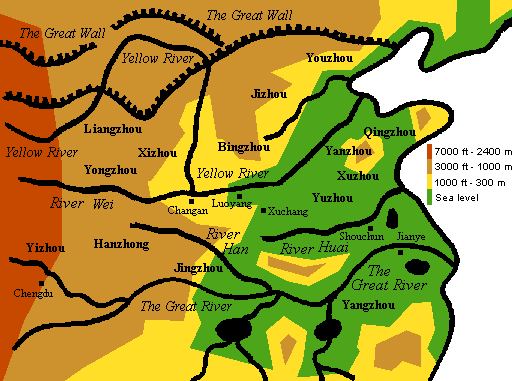 The Great Wall
The Great Wall
Yellow River
Youzhou
Jizhou
Liangzhou
Qingzhou
Xizhou
Bingzhou
Yanzhou
7000 ft - 2400 m
Yellow River
3000 ft - 1000 m
Yongzhou
Yellow River
Xuzhou
1000 ft - 300 m
River Wei
Changan
Luoyang
Yuzhou
Sea level
Xuchang
Yizhou
Hanzhong
River
Han
River Huai
Shouchun
Jianye
Jingzhou
The
Great River
Chengdu
The Great River
Yangzhou